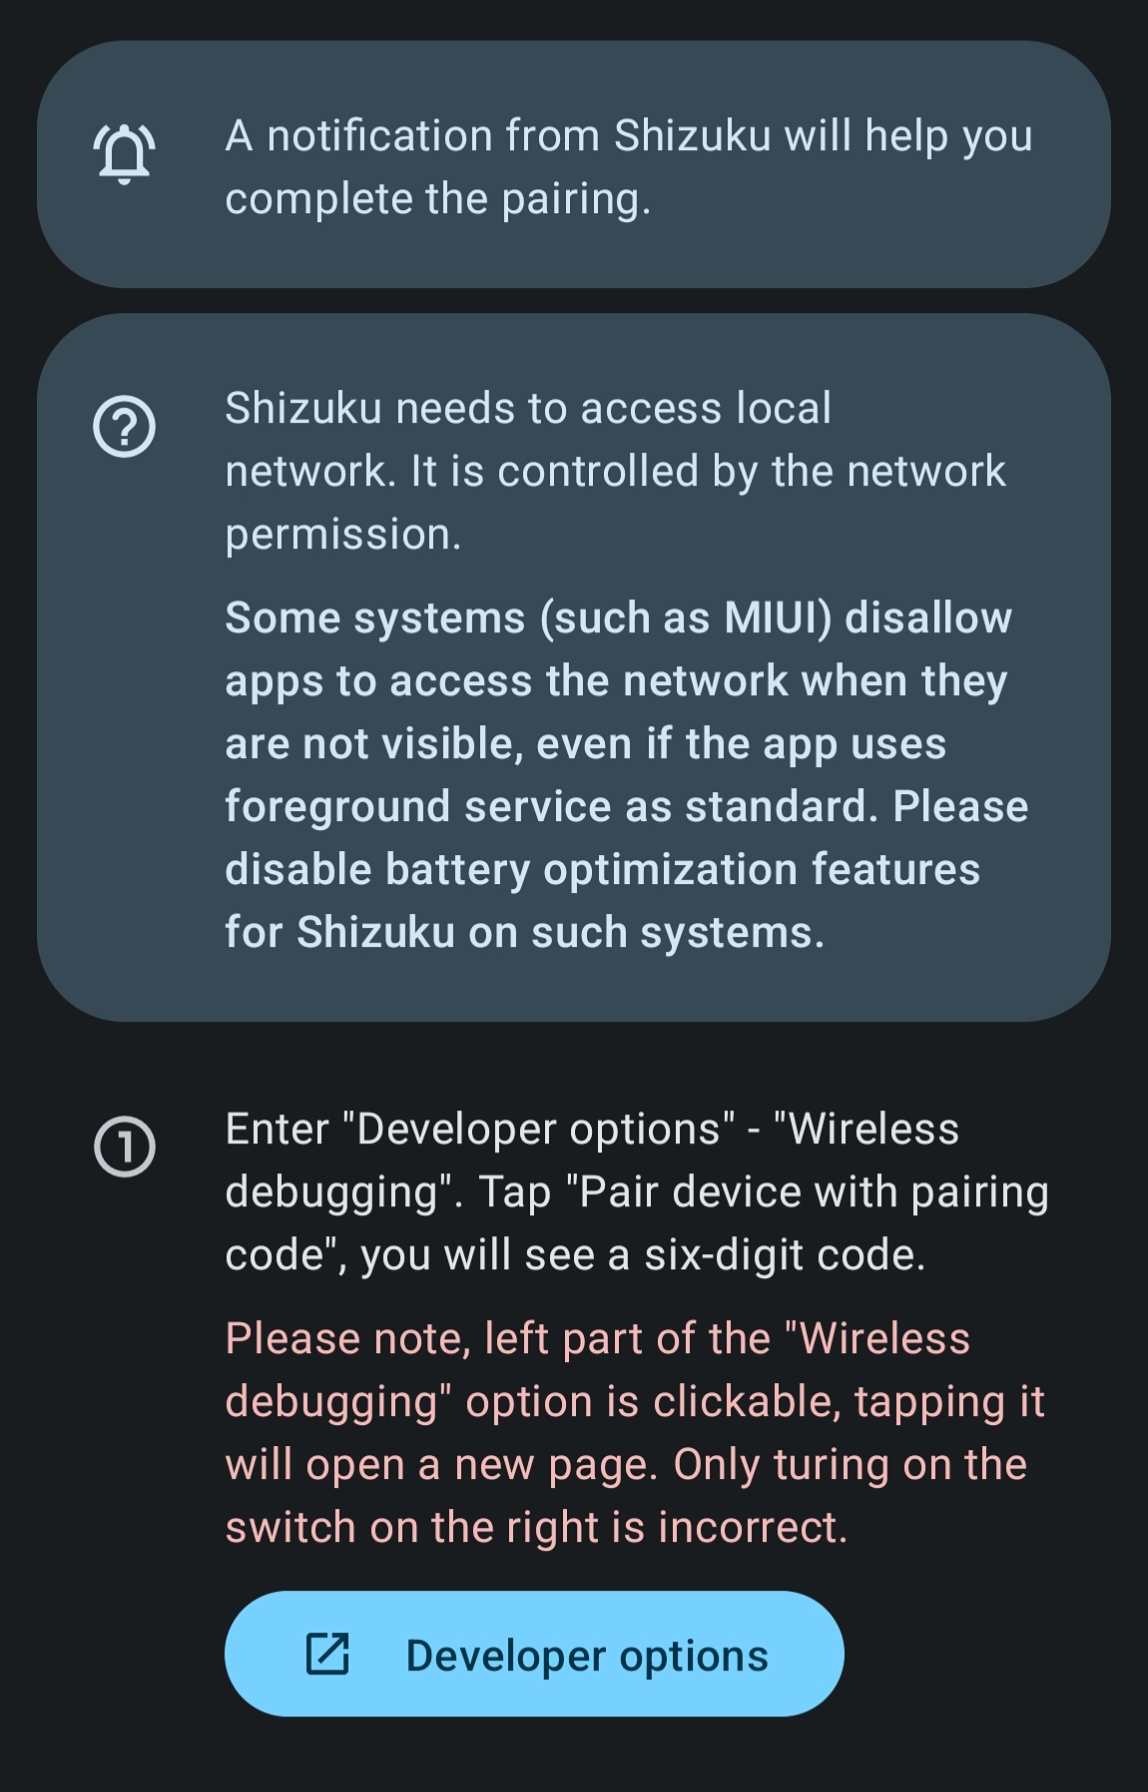 A notification from Shizuku will help you
complete the pairing.
Shizuku needs to access local
network. It is controlled by the network
permission.
Some systems (such as MIUI) disallow
apps to access the network when they
are not visible, even if the app uses
foreground service as standard. Please
disable battery optimization features
for Shizuku on such systems.
1
Enter "Developer options" - "Wireless
debugging". Tap "Pair device with pairing
code", you will see a six-digit code.
Please note, left part of the "Wireless
debugging" option is clickable, tapping it
will open a new page. Only turing on the
switch on the right is incorrect.
Developer options